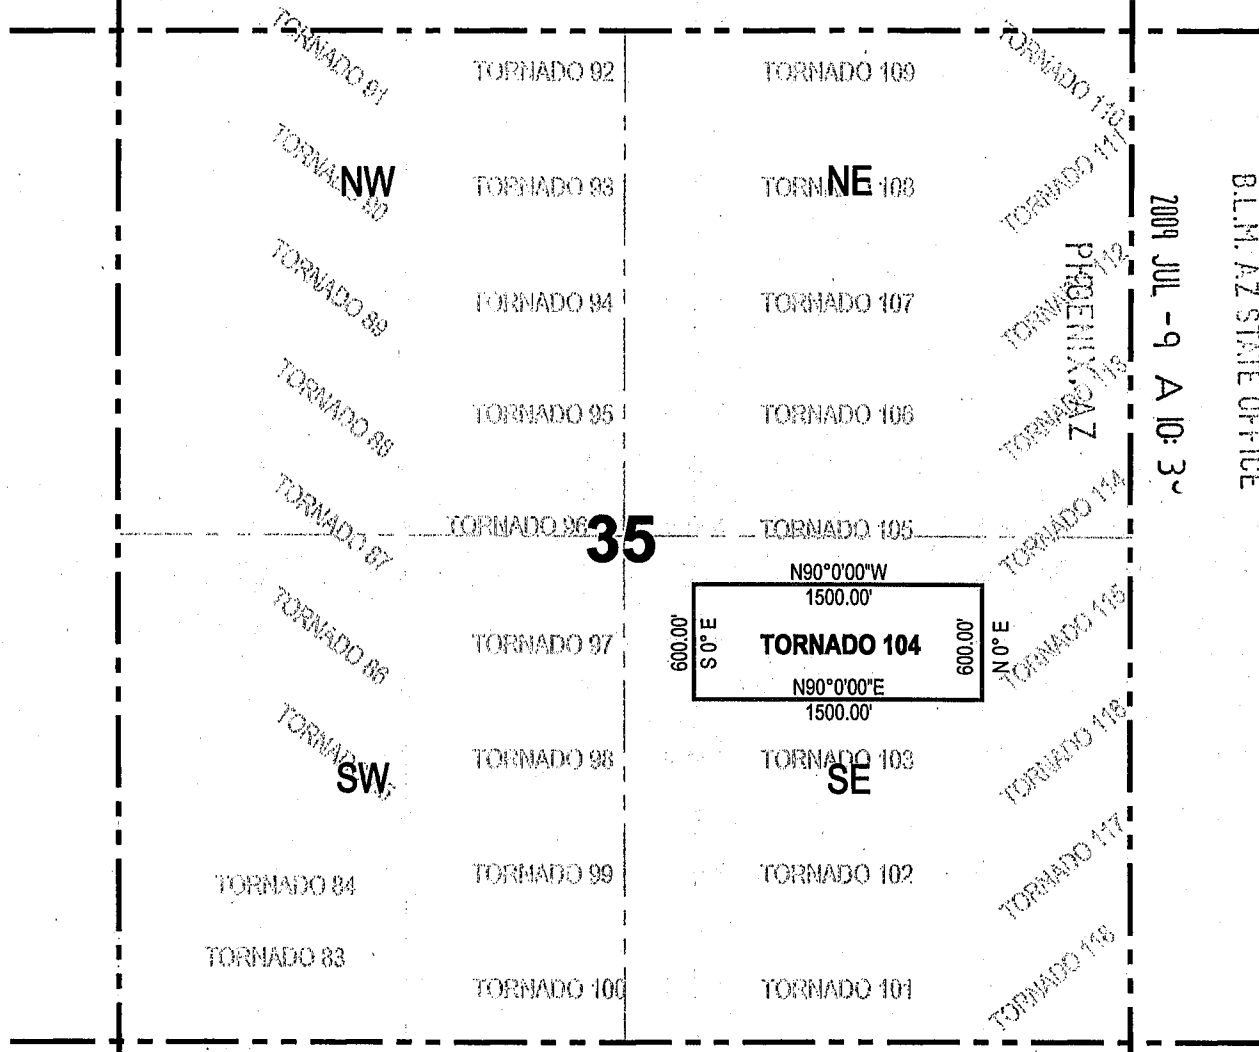 TORNADO 91
TORNADO 92
TORNADO 109
TORNADO 110
TORNADO 90
NW
TORNADO 93
TORNADO 108
NE
TORNADO 111
TORNADO 89
TORNADO 94
TORNADO 107
TORNADO 112
TORNADO 88
TORNADO 95
TORNADO 106
TORNADO 113
TORNADO 87
TORNADO 96
35
TORNADO 105
TORNADO 114
N90°0'00"W
1500.00'
600.00'
S 0° E
TORNADO 104
600.00'
N 0° E
N90°0'00"E
1500.00'
TORNADO 86
TORNADO 97
TORNADO 115
SW
TORNADO 98
TORNADO 103
SE
TORNADO 116
TORNADO 84
TORNADO 99
TORNADO 102
TORNADO 117
TORNADO 83
TORNADO 100
TORNADO 101
TORNADO 118
B.L.M. AZ STATE OFFICE
2009 JUL -9 A 10: 3
PHOENIX, AZ